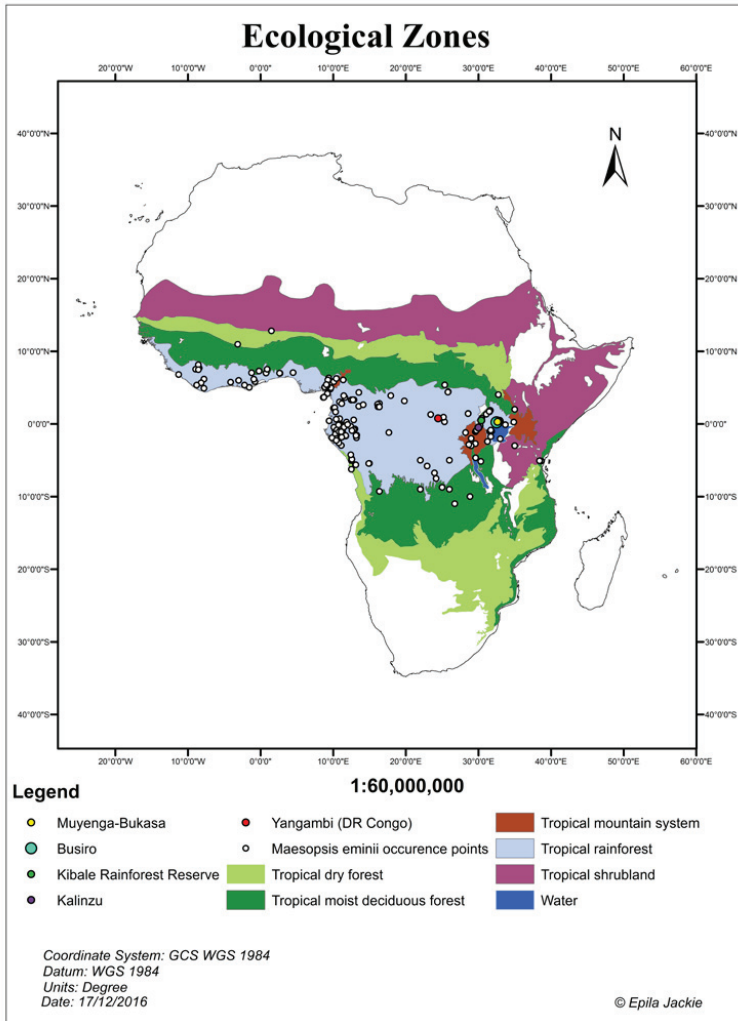 Ecological Zones
20°0'0"W 10°0'0"W 0°0'0" 10°0'0"E 20°0'0"E 30°0'0"E 40°0'0"E 50°0'0"E 60°0'0"E
N
40°0'0"N 40°0'0"N
30°0'0"N 30°0'0"N
20°0'0"N 20°0'0"N
10°0'0"N 10°0'0"N
0°0'0" 0°0'0"
10°0'0"S 10°0'0"S
20°0'0"S 20°0'0"S
30°0'0"S 30°0'0"S
40°0'0"S 40°0'0"S
20°0'0"W 10°0'0"W 0°0'0" 10°0'0"E 20°0'0"E 30°0'0"E 40°0'0"E 50°0'0"E 60°0'0"E
1:60,000,000
Legend
Muyenga-Bukasa
Busiro
Kibale Rainforest Reserve
Kalinzu
Yangambi (DR Congo)
Maesopsis eminii occurence points
Tropical dry forest
Tropical moist deciduous forest
Tropical mountain system
Tropical rainforest
Tropical shrubland
Water
Coordinate System: GCS WGS 1984
Datum: WGS 1984
Units: Degree
Date: 17/12/2016
© Epila Jackie